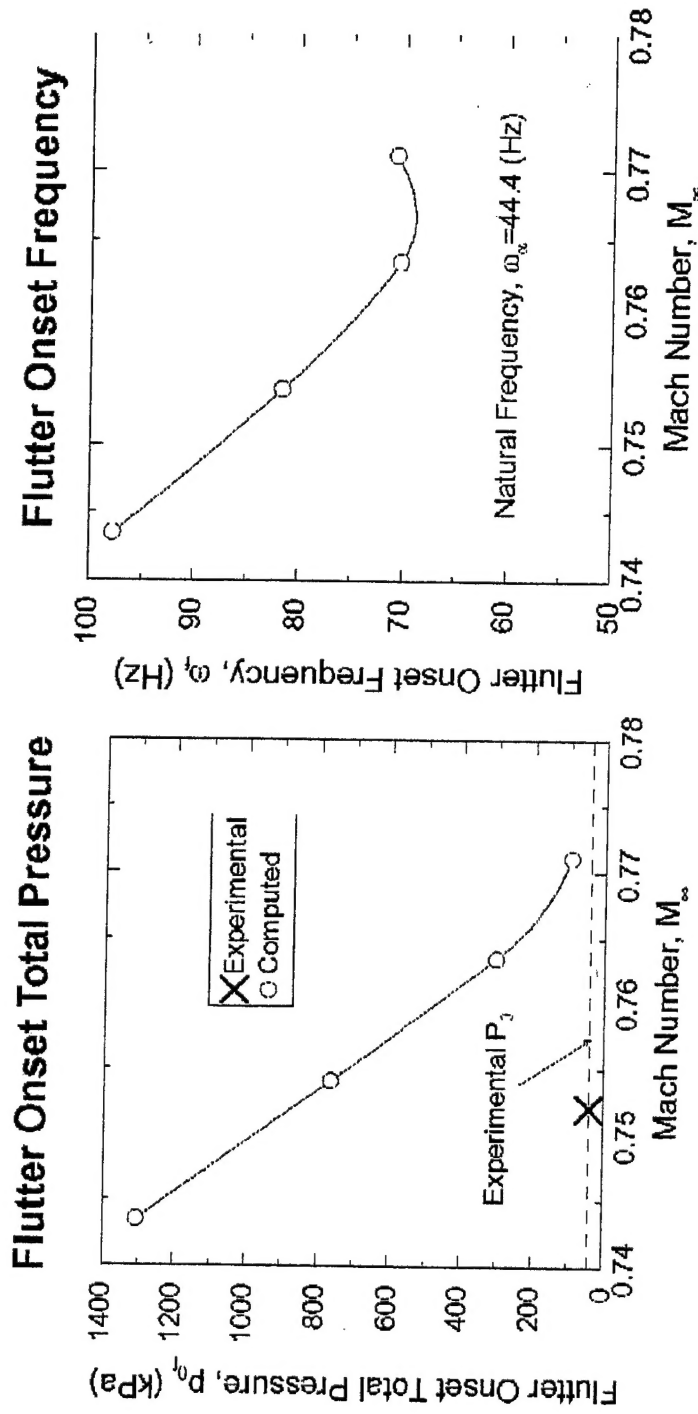 Flutter Onset Total Pressure
Flutter Onset Total Pressure, p₀f (kPa)
1400
1200
1000
800
600
400
200
0
X Experimental
○ Computed
Experimental P₀
0.74
0.75
0.76
0.77
0.78
Mach Number, M∞
Flutter Onset Frequency
Flutter Onset Frequency, ωf (Hz)
100
90
80
70
60
50
Natural Frequency, ωα=44.4 (Hz)
0.74
0.75
0.76
0.77
0.78
Mach Number, M∞